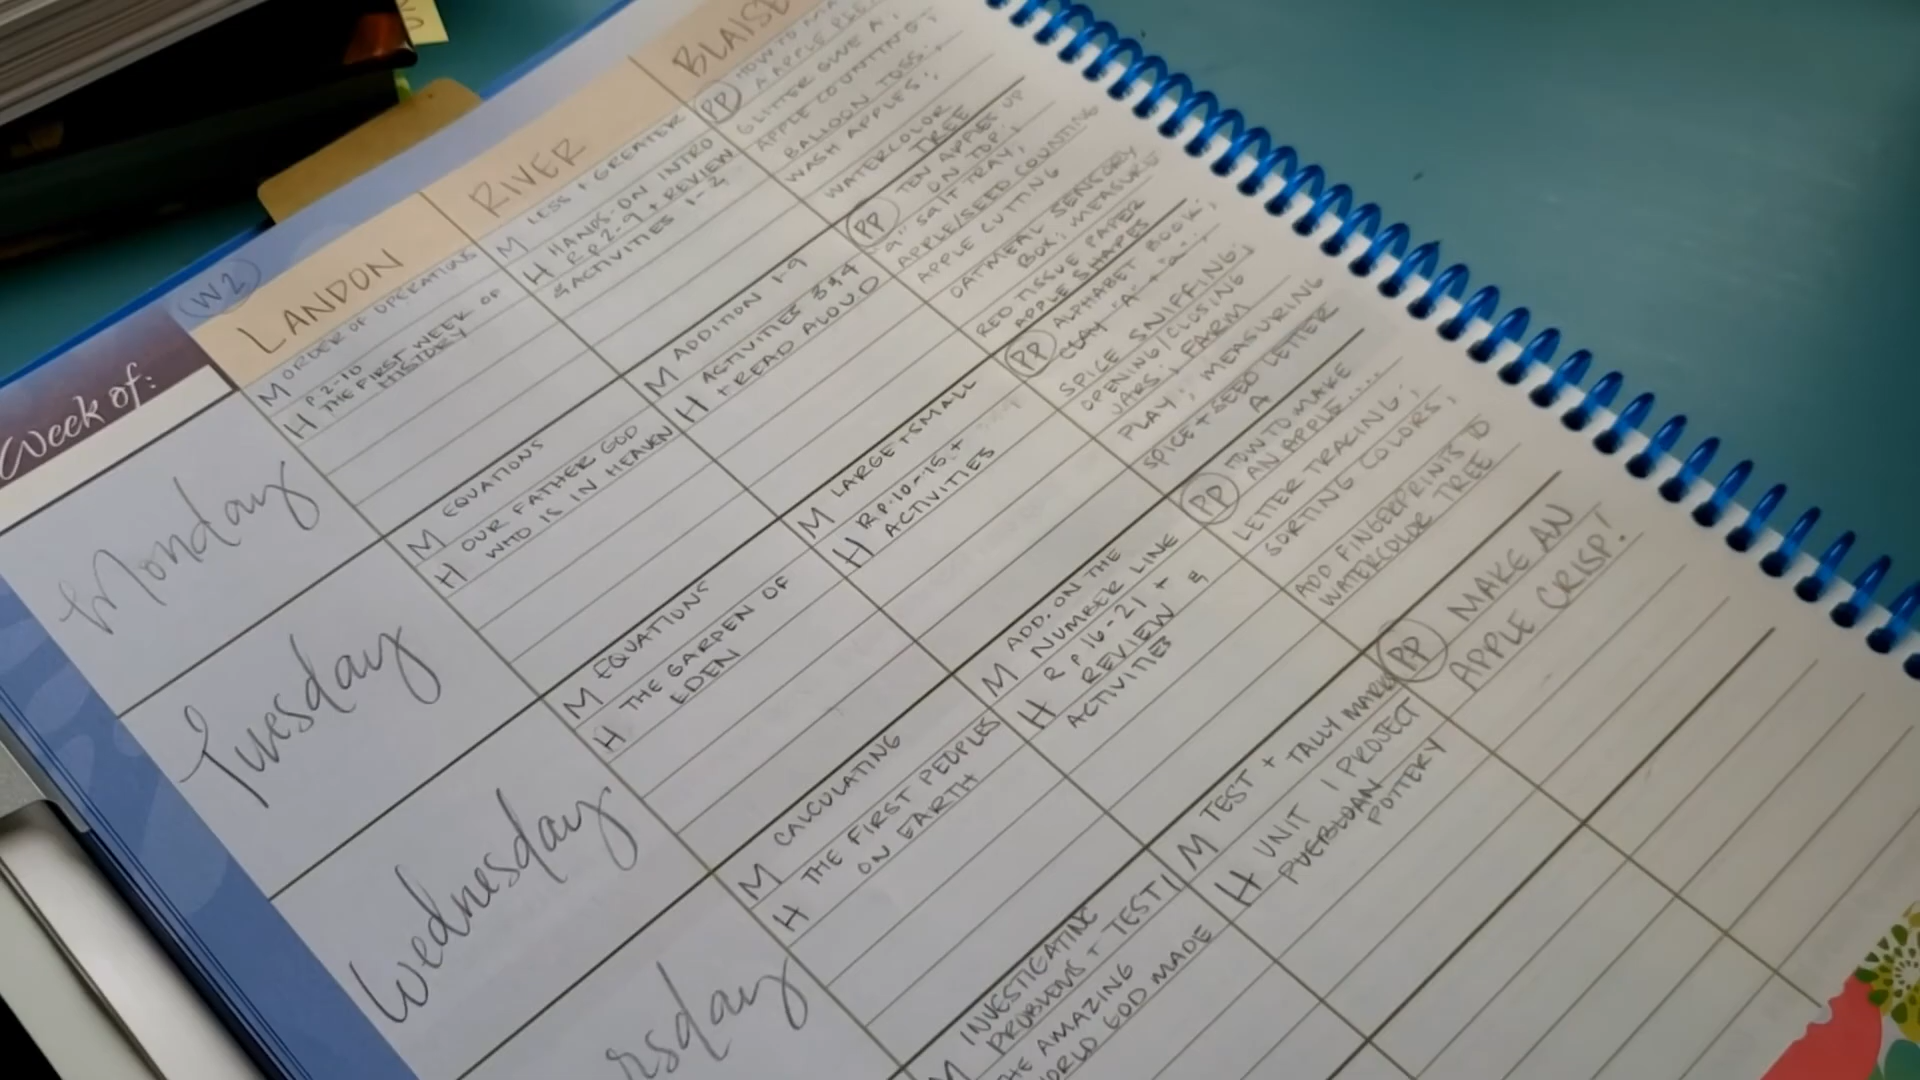 (W2)
LANDON
RIVER
BLAISE
Week of:
Monday
M ORDER OF OPERATIONS
H P. 2-10
THE FIRST WEEK OF
HISTORY
M LESS + GREATER
H HANDS-ON INTRO
R P 2-9 + REVIEW
& ACTIVITIES 1-2
PP HOW TO MA
A APPLE PIE
GLITTER GLUE A;
APPLE COUNTING +
BALLOON TOSS;
WASH APPLES;
WATERCOLOR
TREE
Tuesday
M EQUATIONS
H OUR FATHER GOD
WHO IS IN HEAVEN
M ADDITION 1-9
H ACTIVITIES 3&4
+ READ ALOUD
PP TEN APPLES UP
ON TOP;
"a" SALT TRAY;
APPLE/SEED COUNTING
APPLE CUTTING
OATMEAL SENSORY
BOX; MEASURE
RED TISSUE PAPER
APPLE SHAPES
Wednesday
M EQUATIONS
H THE GARDEN OF
EDEN
M LARGE + SMALL
H R P. 10-15 +
ACTIVITIES
PP ALPHABET BOOK;
CLAY "A" + "a";
SPICE SNIFFING;
OPENING/CLOSING
JARS; FARM
PLAY; MEASURING
SPICE + SEED LETTER
A
rsday
M CALCULATING
H THE FIRST PEOPLES
ON EARTH
M ADD. ON THE
NUMBER LINE
H R P 16-21 +
REVIEW &
ACTIVITIES
PP HOW TO MAKE
AN APPLE....
LETTER TRACING;
SORTING COLORS;
ADD FINGERPRINTS TO
WATERCOLOR TREE
M INVESTIGATING
PROBLEMS + TEST 1
THE AMAZING
WORLD GOD MADE
M TEST + TALLY MARKS
H UNIT 1 PROJECT
PUEBLOAN
POTTERY
PP MAKE AN
APPLE CRISP!